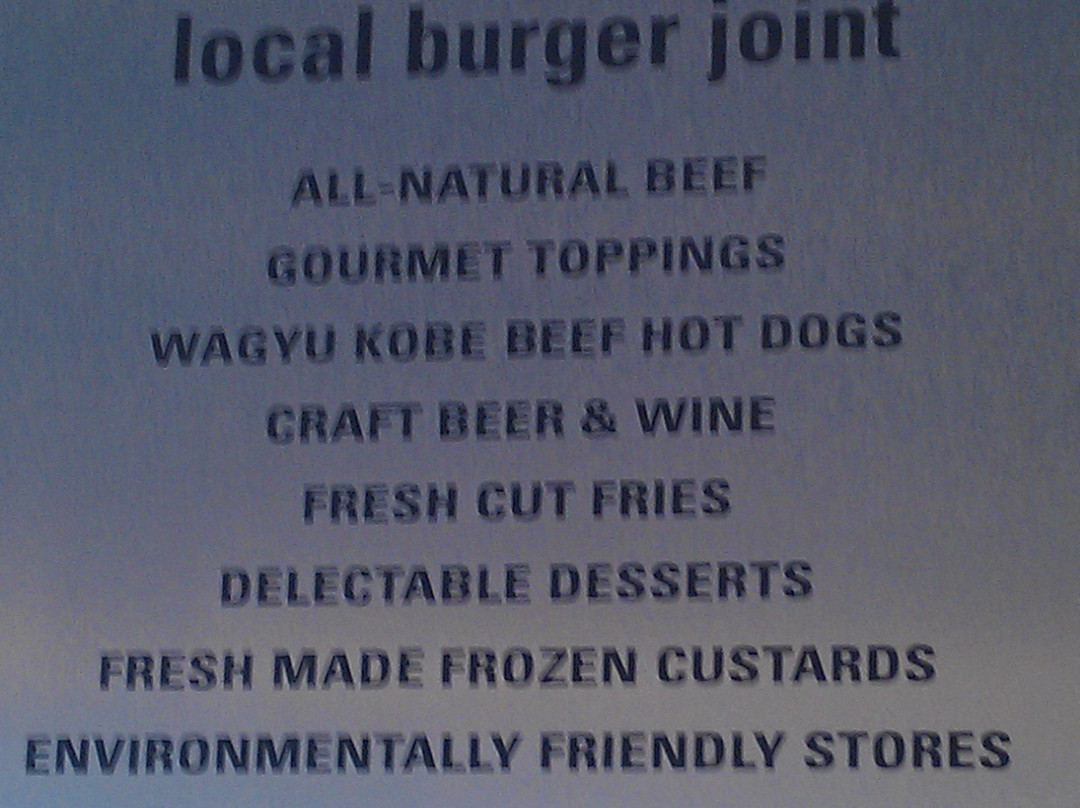 local burger joint
ALL-NATURAL BEEF
GOURMET TOPPINGS
WAGYU KOBE BEEF HOT DOGS
CRAFT BEER & WINE
FRESH CUT FRIES
DELECTABLE DESSERTS
FRESH MADE FROZEN CUSTARDS
ENVIRONMENTALLY FRIENDLY STORES